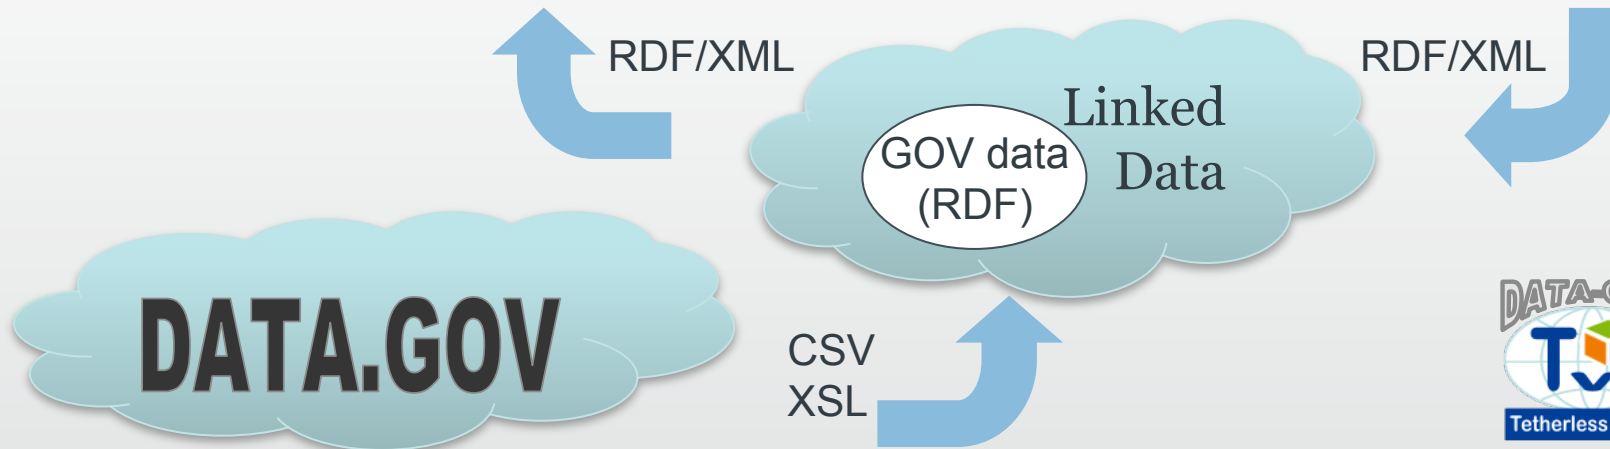 RDF/XML
RDF/XML
Linked
Data
GOV data
(RDF)
DATA.GOV
CSV
XSL
Tetherless